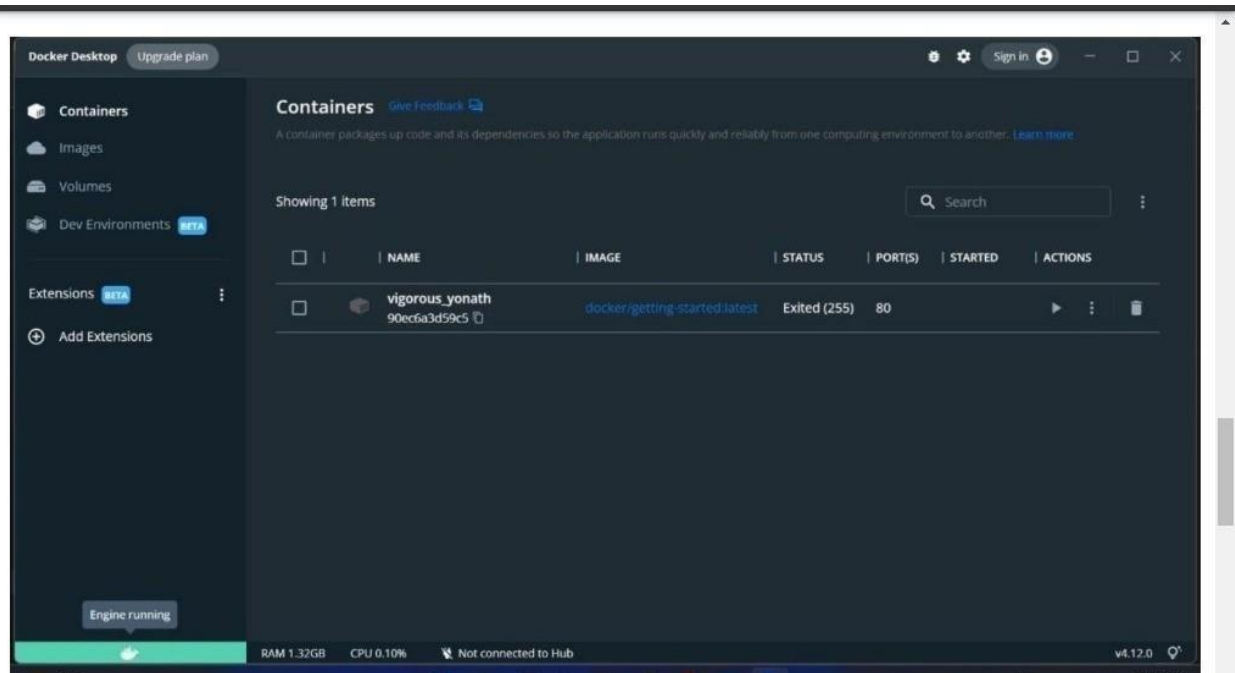 Docker Desktop Upgrade plan Sign in
Containers
Images
Volumes
Dev Environments BETA
Extensions BETA
Add Extensions
Containers Give Feedback
A container packages up code and its dependencies so the application runs quickly and reliably from one computing environment to another. Learn more
Showing 1 items Search
NAME IMAGE STATUS PORT(S) STARTED ACTIONS
vigorous_yonath docker/getting-started:latest Exited (255) 80
90ec6a3d59c5
Engine running
RAM 1.32GB CPU 0.10% Not connected to Hub v4.12.0